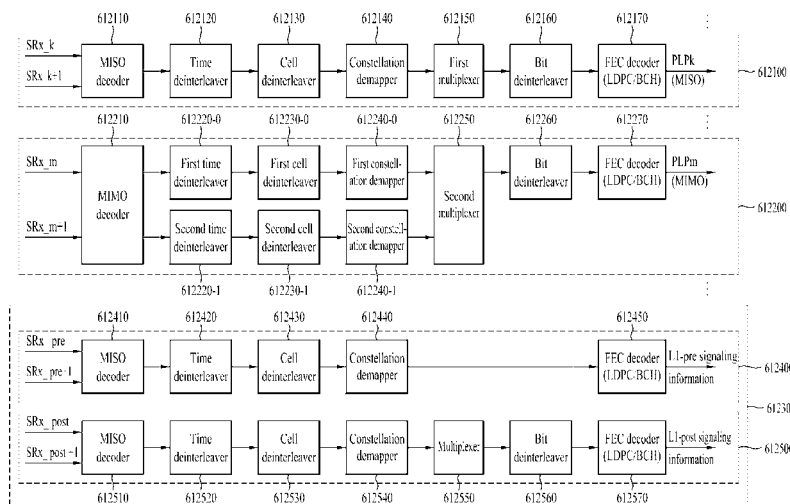 612110 612120 612130 612140 612150 612160 612170
SRx_k
SRx_k+1
MISO
decoder
Time
deinterleaver
Cell
deinterleaver
Constellation
demapper
First
multiplexer
Bit
deinterleaver
FEC decoder
(LDPC/BCH)
PLPk
(MISO)
612100
612210 612220-0 612230-0 612240-0 612250 612260 612270
SRx_m
SRx_m+1
MIMO
decoder
First time
deinterleaver
First cell
deinterleaver
First constell-
ation demapper
Second
multiplexer
Bit
deinterleaver
FEC decoder
(LDPC/BCH)
PLPm
(MIMO)
612200
Second time
deinterleaver
Second cell
deinterleaver
Second constell-
ation demapper
612220-1 612230-1 612240-1
612410 612420 612430 612440 612450
SRx_pre
SRx_pre+1
MISO
decoder
Time
deinterleaver
Cell
deinterleaver
Constellation
demapper
FEC decoder
(LDPC/BCH)
L1-pre signaling
information
612400
61230
SRx_post
SRx_post+1
MISO
decoder
Time
deinterleaver
Cell
deinterleaver
Constellation
demapper
Multiplexer
Bit
deinterleaver
FEC decoder
(LDPC/BCH)
L1-post signaling
information
612500
612510 612520 612530 612540 612550 612560 612570